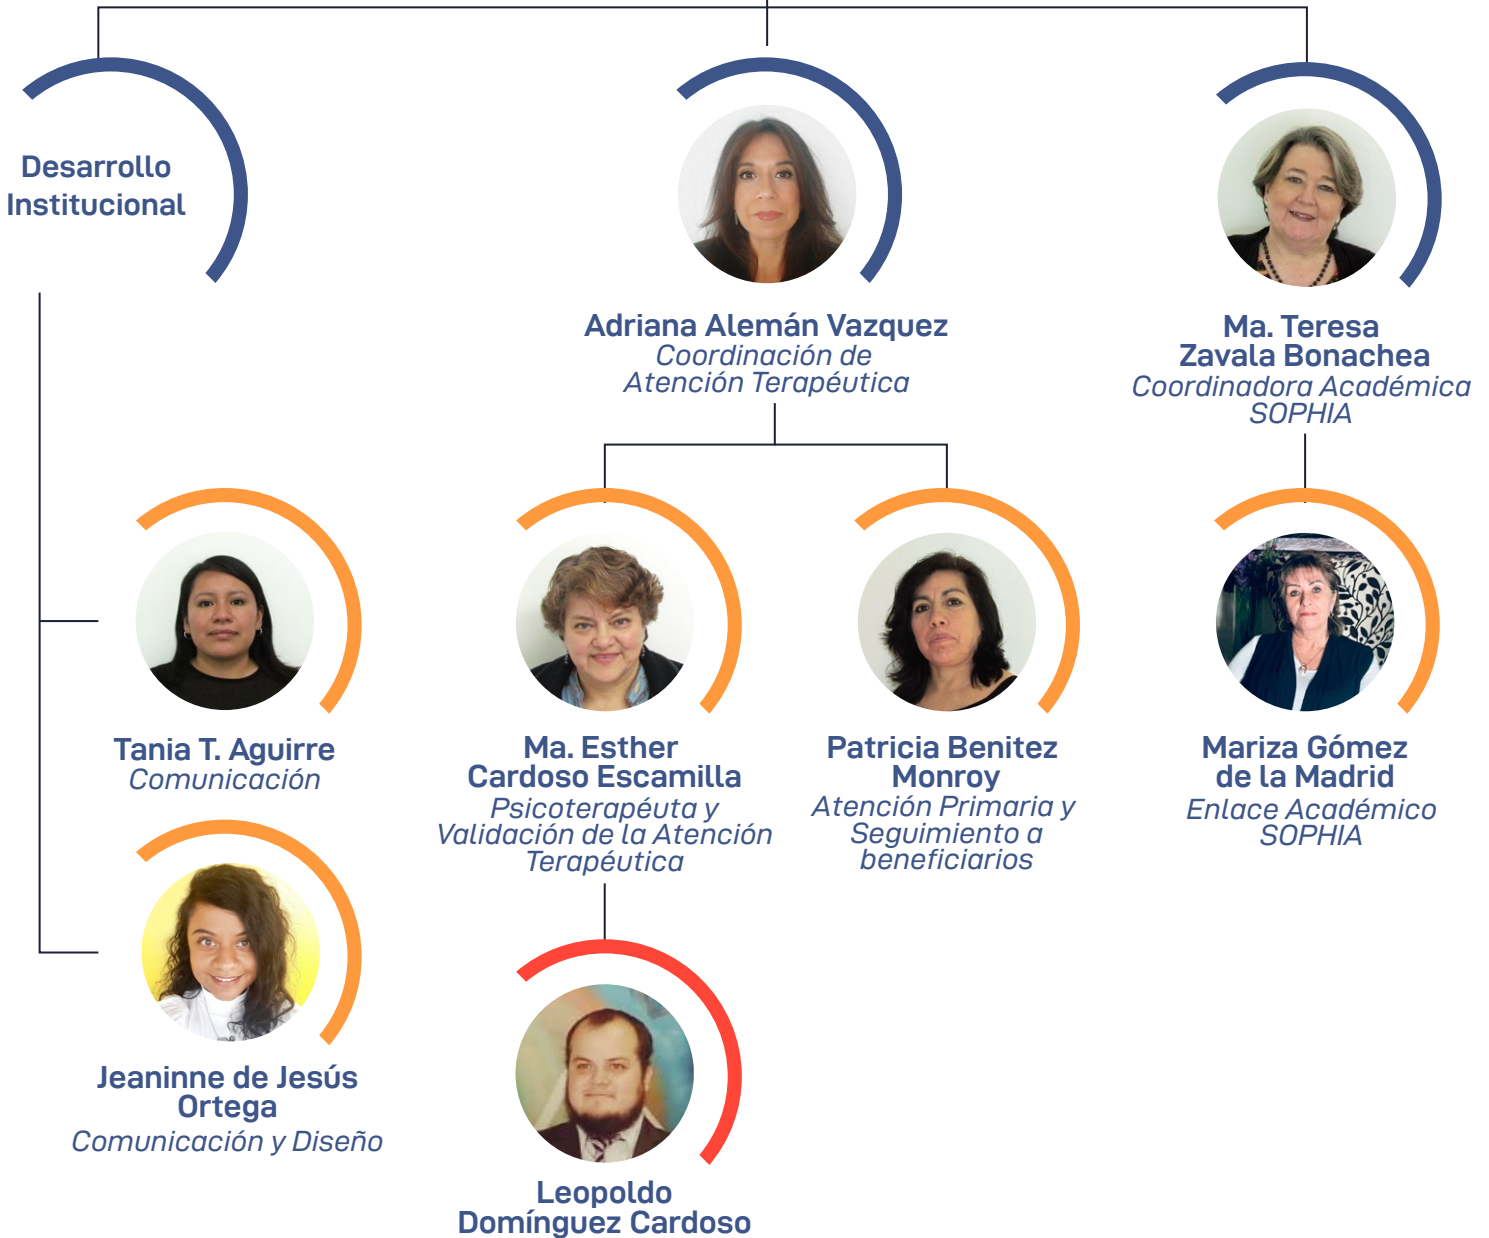 Desarrollo
Institucional
Adriana Alemán Vazquez
Coordinación de
Atención Terapéutica
Ma. Teresa
Zavala Bonachea
Coordinadora Académica
SOPHIA
Tania T. Aguirre
Comunicación
Ma. Esther
Cardoso Escamilla
Psicoterapéuta y
Validación de la Atención
Terapéutica
Patricia Benitez
Monroy
Atención Primaria y
Seguimiento a
beneficiarios
Mariza Gómez
de la Madrid
Enlace Académico
SOPHIA
Jeaninne de Jesús
Ortega
Comunicación y Diseño
Leopoldo
Domínguez Cardoso